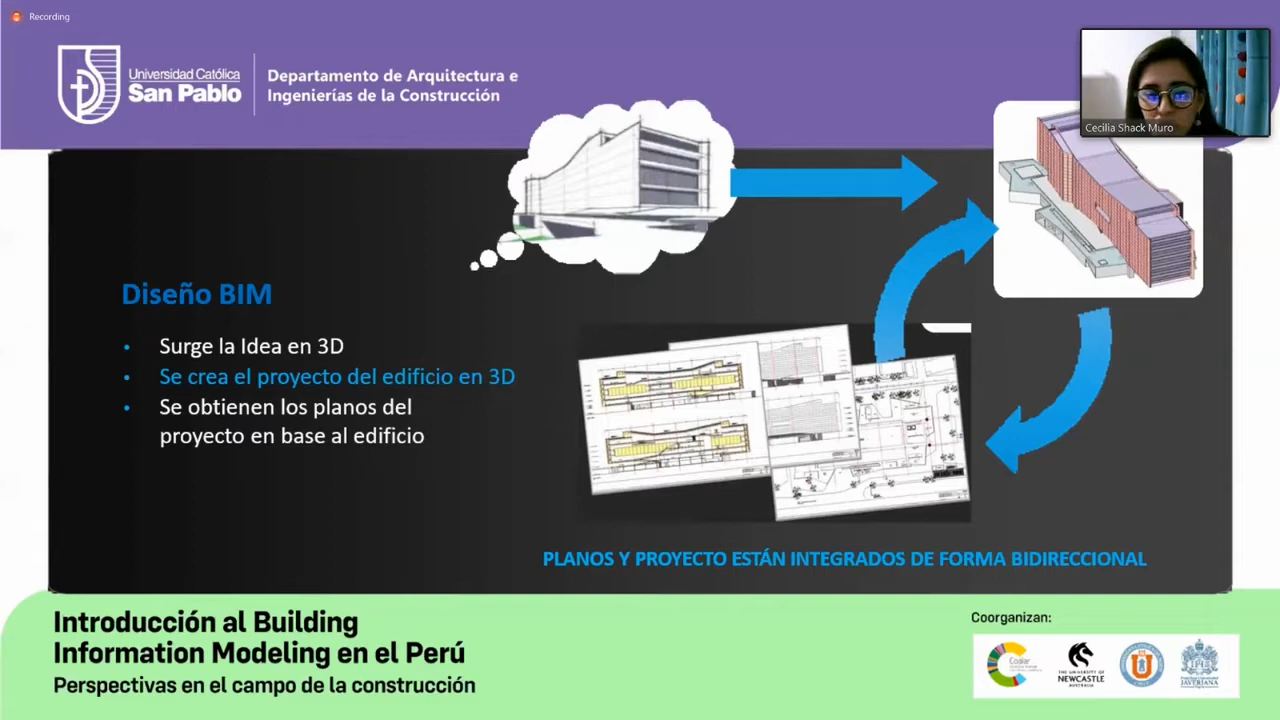 Recording
Universidad Católica
San Pablo
Departamento de Arquitectura e
Ingenierías de la Construcción
Cecilia Shack Muro
Diseño BIM
• Surge la Idea en 3D
• Se crea el proyecto del edificio en 3D
• Se obtienen los planos del
proyecto en base al edificio
PLANOS Y PROYECTO ESTÁN INTEGRADOS DE FORMA BIDIRECCIONAL
Introducción al Building
Information Modeling en el Perú
Perspectivas en el campo de la construcción
Coorganizan:
THE UNIVERSITY OF
NEWCASTLE
AUSTRALIA
JAVERIANA